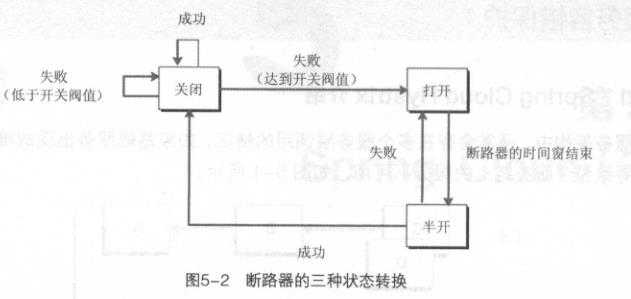 成功
失败
（低于开关阀值）
关闭
失败
（达到开关阀值）
打开
失败
断路器的时间窗结束
半开
成功
图5-2 断路器的三种状态转换